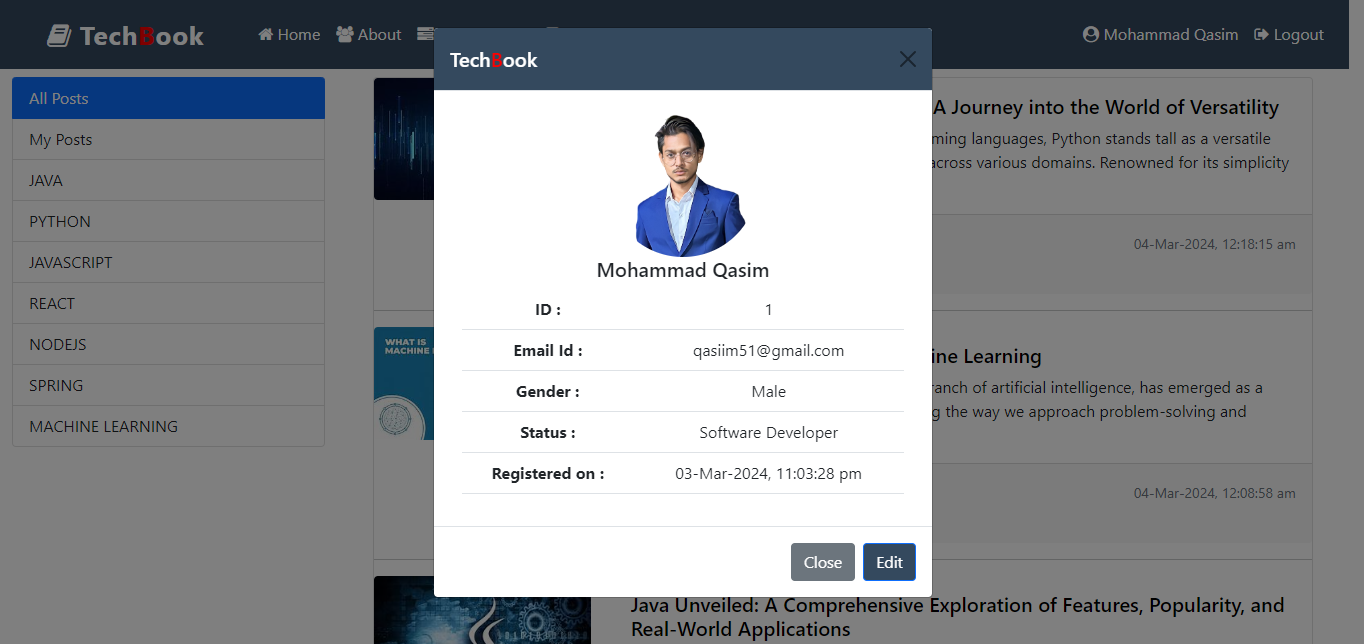 TechBook
Home
About
Mohammad Qasim
Logout
All Posts
My Posts
JAVA
PYTHON
JAVASCRIPT
REACT
NODEJS
SPRING
MACHINE LEARNING
TechBook
Mohammad Qasim
ID : 1
Email Id : qasiim51@gmail.com
Gender : Male
Status : Software Developer
Registered on : 03-Mar-2024, 11:03:28 pm
Close
Edit
A Journey into the World of Versatility
languages, Python stands tall as a versatile
across various domains. Renowned for its simplicity
04-Mar-2024, 12:18:15 am
WHAT IS
MACHINE
Learning
of artificial intelligence, has emerged as a
the way we approach problem-solving and
04-Mar-2024, 12:08:58 am
Java Unveiled: A Comprehensive Exploration of Features, Popularity, and
Real-World Applications